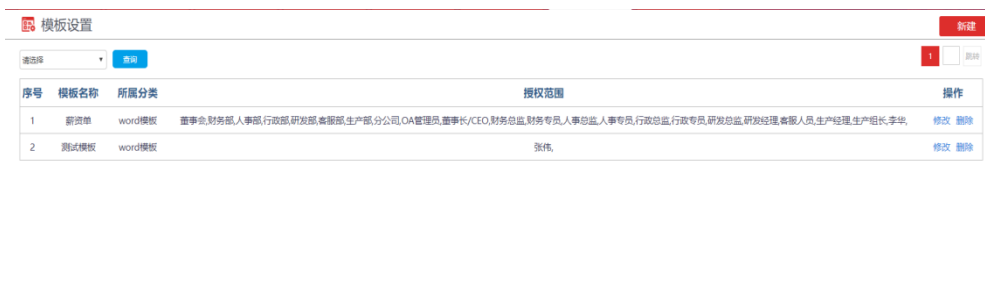 模板设置
新建
请选择
查询
1
跳转
序号 模板名称 所属分类 授权范围 操作
1 薪资单 word模板 董事会,财务部,人事部,行政部,研发部,客服部,生产部,分公司,OA管理员,董事长/CEO,财务总监,财务专员,人事总监,人事专员,行政总监,行政专员,研发总监,研发经理,客服人员,生产经理,生产组长,李华, 修改 删除
2 测试模板 word模板 张伟, 修改 删除